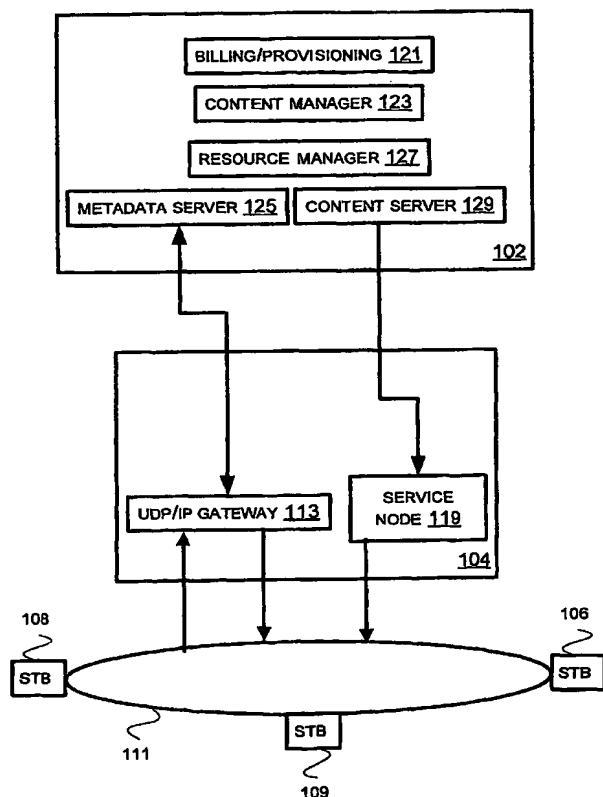 BILLING/PROVISIONING 121
CONTENT MANAGER 123
RESOURCE MANAGER 127
METADATA SERVER 125
CONTENT SERVER 129
102
UDP/IP GATEWAY 113
SERVICE
NODE 119
104
108
106
STB
STB
STB
111
109